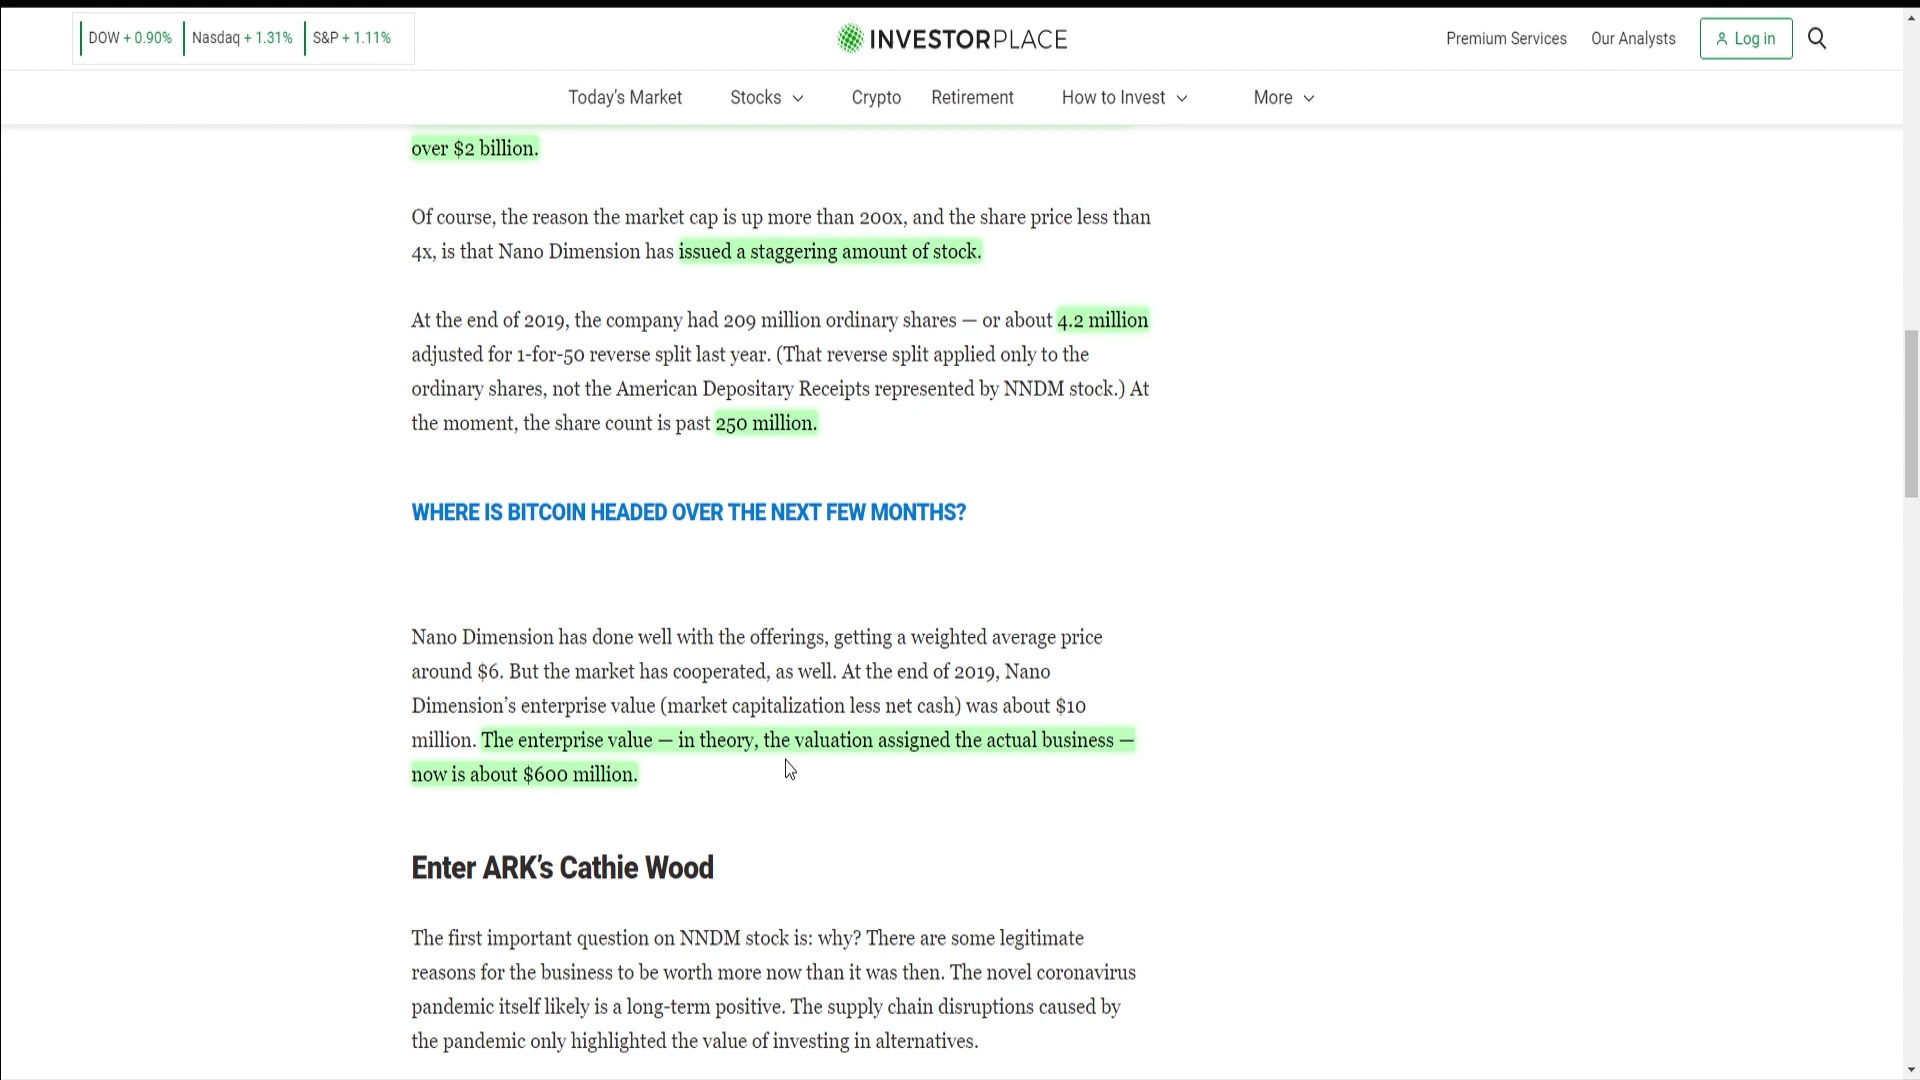 DOW + 0.90% Nasdaq + 1.31% S&P + 1.11% INVESTORPLACE Premium Services Our Analysts Log in
Today's Market Stocks Crypto Retirement How to Invest More
over $2 billion.
Of course, the reason the market cap is up more than 200x, and the share price less than
4x, is that Nano Dimension has issued a staggering amount of stock.
At the end of 2019, the company had 209 million ordinary shares — or about 4.2 million
adjusted for 1-for-50 reverse split last year. (That reverse split applied only to the
ordinary shares, not the American Depositary Receipts represented by NNDM stock.) At
the moment, the share count is past 250 million.
WHERE IS BITCOIN HEADED OVER THE NEXT FEW MONTHS?
Nano Dimension has done well with the offerings, getting a weighted average price
around $6. But the market has cooperated, as well. At the end of 2019, Nano
Dimension's enterprise value (market capitalization less net cash) was about $10
million. The enterprise value — in theory, the valuation assigned the actual business —
now is about $600 million.
Enter ARK's Cathie Wood
The first important question on NNDM stock is: why? There are some legitimate
reasons for the business to be worth more now than it was then. The novel coronavirus
pandemic itself likely is a long-term positive. The supply chain disruptions caused by
the pandemic only highlighted the value of investing in alternatives.